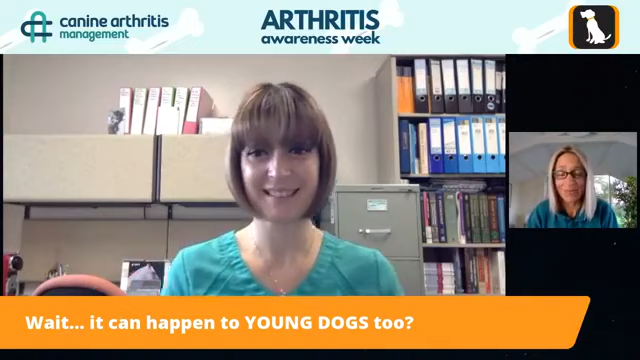 canine arthritis
management
ARTHRITIS
awareness week
Wait... it can happen to YOUNG DOGS too?